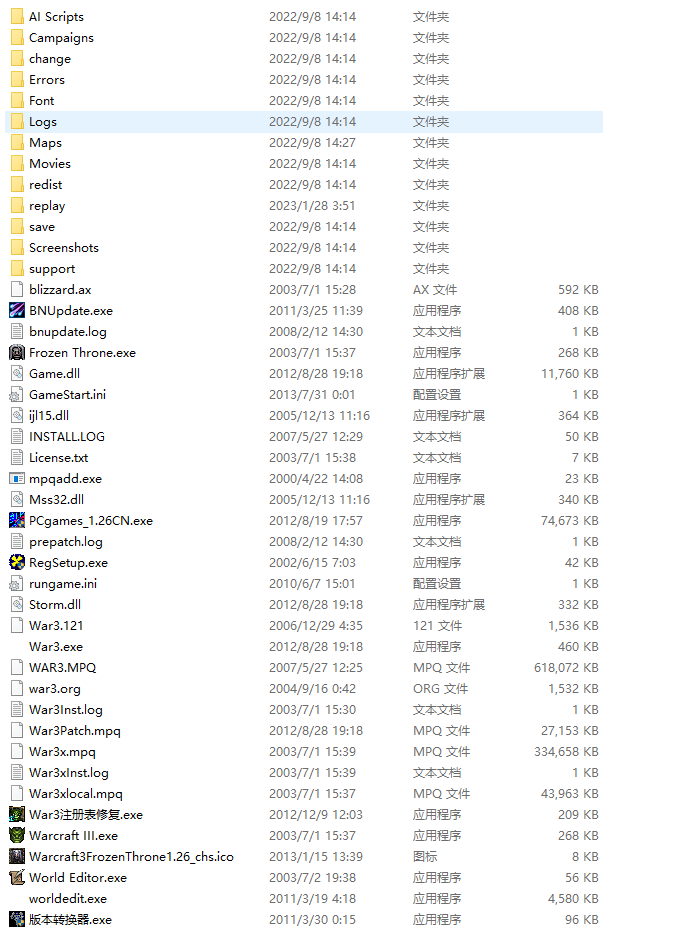 AI Scripts 2022/9/8 14:14 文件夹
Campaigns 2022/9/8 14:14 文件夹
change 2022/9/8 14:14 文件夹
Errors 2022/9/8 14:14 文件夹
Font 2022/9/8 14:14 文件夹
Logs 2022/9/8 14:14 文件夹
Maps 2022/9/8 14:27 文件夹
Movies 2022/9/8 14:14 文件夹
redist 2022/9/8 14:14 文件夹
replay 2023/1/28 3:51 文件夹
save 2022/9/8 14:14 文件夹
Screenshots 2022/9/8 14:14 文件夹
support 2022/9/8 14:14 文件夹
blizzard.ax 2003/7/1 15:28 AX 文件 592 KB
BNUpdate.exe 2011/3/25 11:39 应用程序 408 KB
bnupdate.log 2008/2/12 14:30 文本文档 1 KB
Frozen Throne.exe 2003/7/1 15:37 应用程序 268 KB
Game.dll 2012/8/28 19:18 应用程序扩展 11,760 KB
GameStart.ini 2013/7/31 0:01 配置设置 1 KB
ijl15.dll 2005/12/13 11:16 应用程序扩展 364 KB
INSTALL.LOG 2007/5/27 12:29 文本文档 50 KB
License.txt 2003/7/1 15:38 文本文档 7 KB
mpqadd.exe 2000/4/22 14:08 应用程序 23 KB
Mss32.dll 2005/12/13 11:16 应用程序扩展 340 KB
PCgames_1.26CN.exe 2012/8/19 17:57 应用程序 74,673 KB
prepatch.log 2008/2/12 14:30 文本文档 1 KB
RegSetup.exe 2002/6/15 7:03 应用程序 42 KB
rungame.ini 2010/6/7 15:01 配置设置 1 KB
Storm.dll 2012/8/28 19:18 应用程序扩展 332 KB
War3.121 2006/12/29 4:35 121 文件 1,536 KB
War3.exe 2012/8/28 19:18 应用程序 460 KB
WAR3.MPQ 2007/5/27 12:25 MPQ 文件 618,072 KB
war3.org 2004/9/16 0:42 ORG 文件 1,532 KB
War3Inst.log 2003/7/1 15:30 文本文档 1 KB
War3Patch.mpq 2012/8/28 19:18 MPQ 文件 27,153 KB
War3x.mpq 2003/7/1 15:39 MPQ 文件 334,658 KB
War3xInst.log 2003/7/1 15:39 文本文档 1 KB
War3xlocal.mpq 2003/7/1 15:37 MPQ 文件 43,963 KB
War3注册表修复.exe 2012/12/9 12:03 应用程序 209 KB
Warcraft III.exe 2003/7/1 15:37 应用程序 268 KB
Warcraft3FrozenThrone1.26_chs.ico 2013/1/15 13:39 图标 8 KB
World Editor.exe 2003/7/2 19:38 应用程序 56 KB
worldedit.exe 2011/3/19 4:18 应用程序 4,580 KB
版本转换器.exe 2011/3/30 0:15 应用程序 96 KB